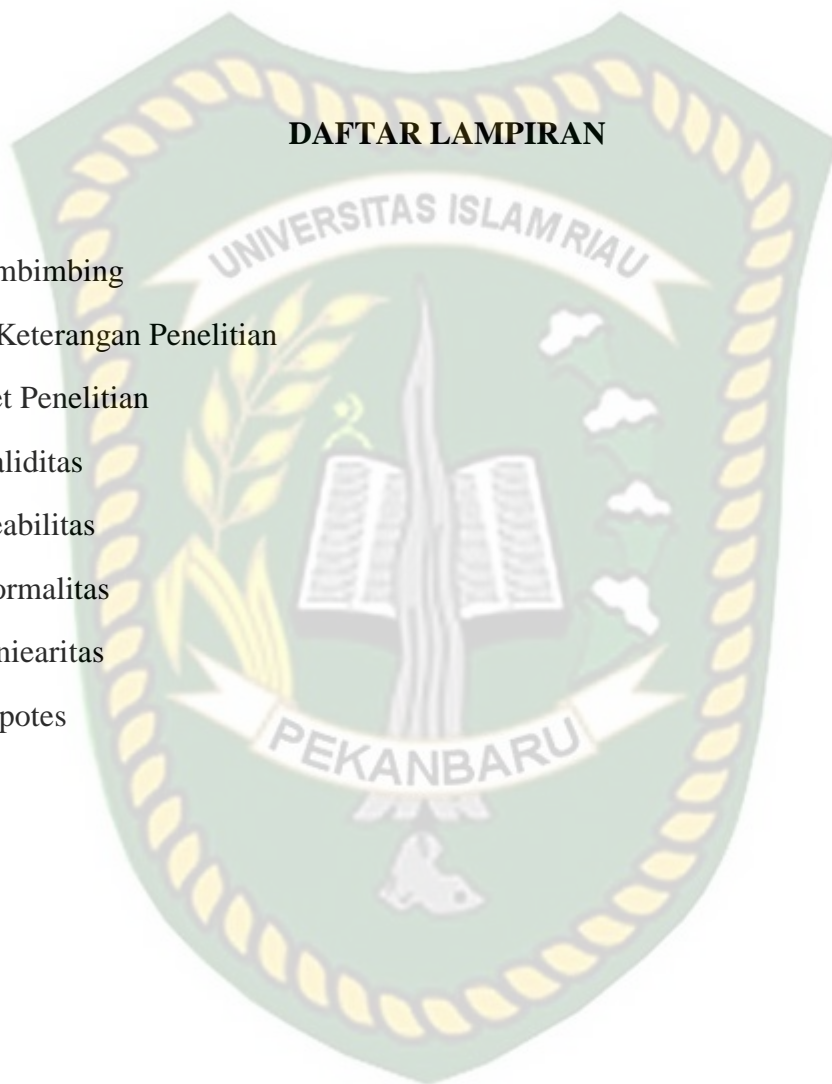 DAFTAR LAMPIRAN
UNIVERSITAS ISLAM RIAU
mbimbing
Keterangan Penelitian
et Penelitian
aliditas
eabilitas
ormalitas
niearitas
potes
PEKANBARU